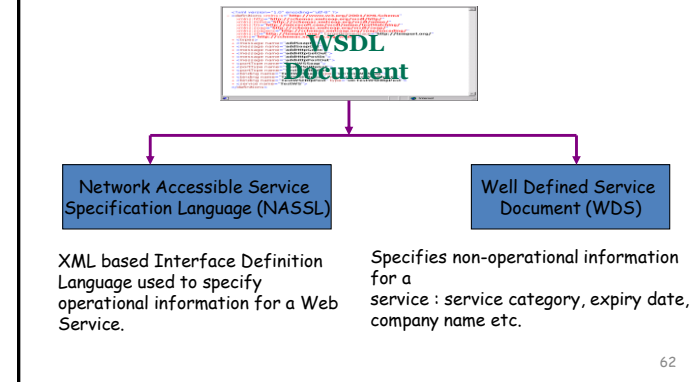 WSDL
Document
Network Accessible Service
Specification Language (NASSL)
Well Defined Service
Document (WDS)
XML based Interface Definition
Language used to specify
operational information for a Web
Service.
Specifies non-operational information
for a
service : service category, expiry date,
company name etc.
62